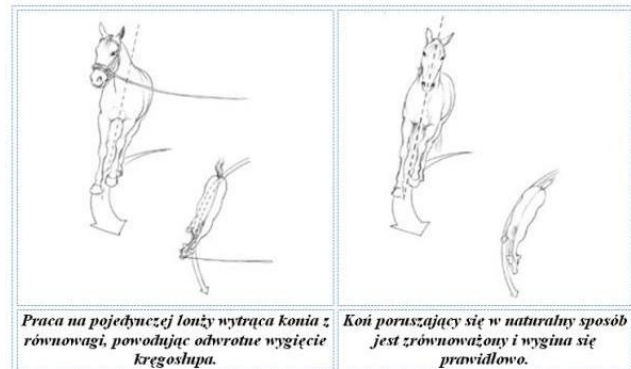 Praca na pojedynczej lonży wytrąca konia z
równowagi, powodując odwrotne wygięcie
kręgosłupa.
Koń poruszający się w naturalny sposób
jest zrównoważony i wygina się
prawidłowo.